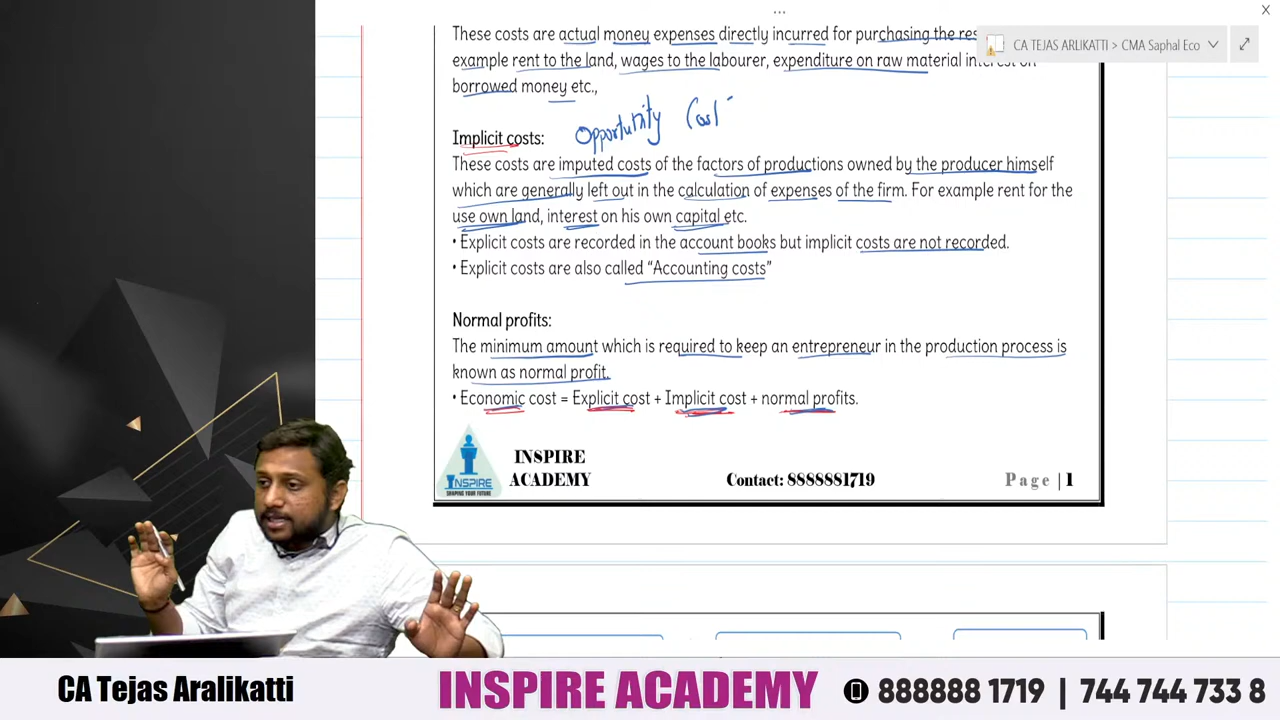 ...
x
These costs are actual money expenses directly incurred for purchasing the
CA TEJAS ARLIKATTI > CMA Saphal Eco
example rent to the land, wages to the labourer, expenditure on raw material interest on
borrowed money etc.,
Implicit costs: Opportunity Cost
These costs are imputed costs of the factors of productions owned by the producer himself
which are generally left out in the calculation of expenses of the firm. For example rent for the
use own land, interest on his own capital etc.
• Explicit costs are recorded in the account books but implicit costs are not recorded.
• Explicit costs are also called “Accounting costs”
Normal profits:
The minimum amount which is required to keep an entrepreneur in the production process is
known as normal profit.
• Economic cost = Explicit cost + Implicit cost + normal profits.
INSPIRE
SHAPING YOUR FUTURE
INSPIRE
ACADEMY
Contact: 8888881719
Page | 1
CA Tejas Aralikatti
INSPIRE ACADEMY
888888 1719 | 744 744 733 8